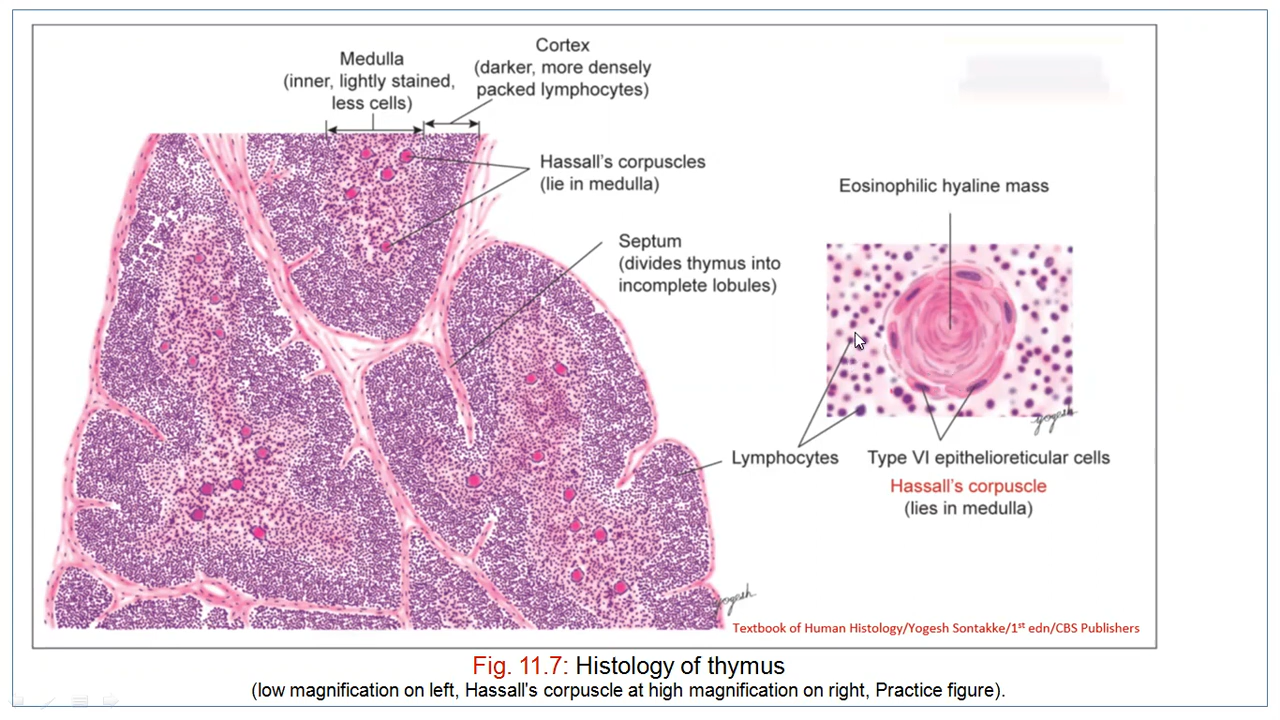 Medulla
(inner, lightly stained,
less cells)
Cortex
(darker, more densely
packed lymphocytes)
Hassall's corpuscles
(lie in medulla)
Septum
(divides thymus into
incomplete lobules)
Eosinophilic hyaline mass
yogesh
Lymphocytes
Type VI epithelioreticular cells
Hassall's corpuscle
(lies in medulla)
yogesh
Textbook of Human Histology/Yogesh Sontakke/1st edn/CBS Publishers
Fig. 11.7: Histology of thymus
(low magnification on left, Hassall's corpuscle at high magnification on right, Practice figure).